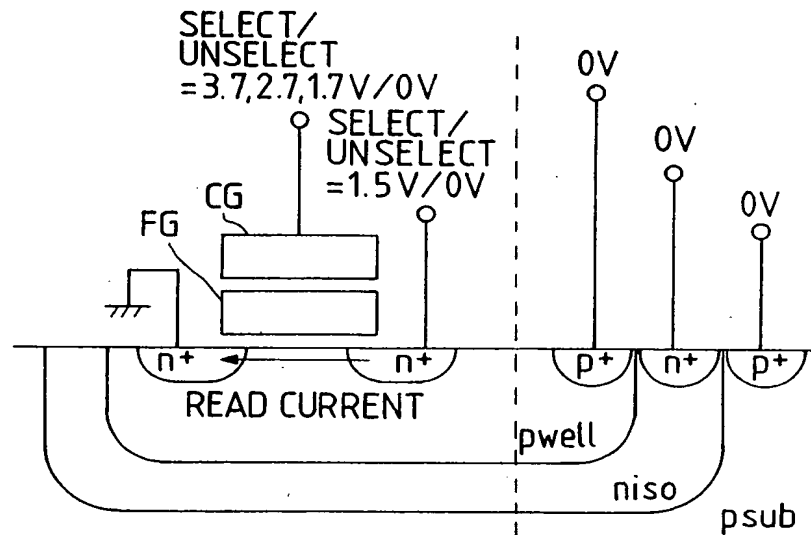 SELECT/
UNSELECT
=3.7,2.7,1.7V/0V
SELECT/
UNSELECT
=1.5V/0V
0V
0V
0V
CG
FG
n+
n+
p+
n+
p+
READ CURRENT
pwell
niso
psub